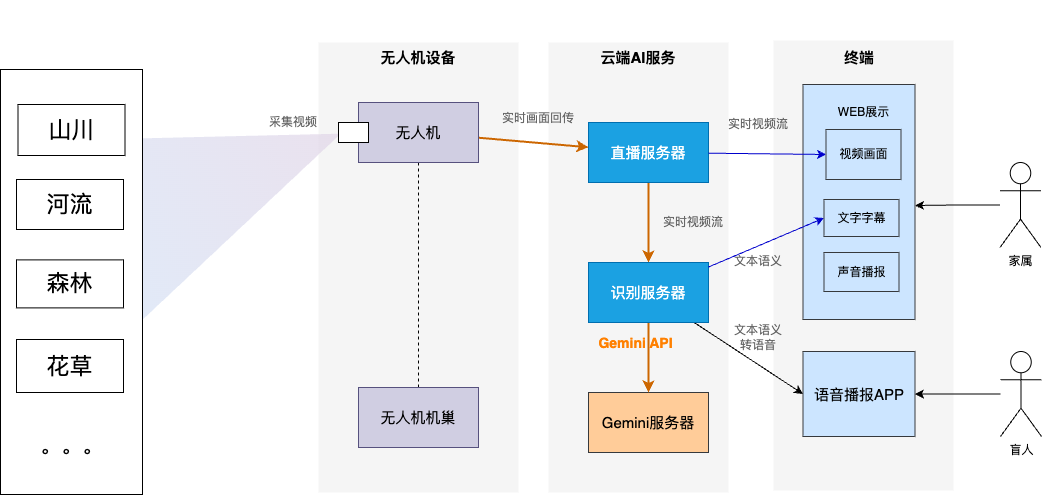 无人机设备
云端AI服务
终端
山川
河流
森林
花草
。。。
采集视频
无人机
实时画面回传
无人机机巢
直播服务器
实时视频流
实时视频流
识别服务器
文本语义
Gemini API
文本语义
转语音
Gemini服务器
WEB展示
视频画面
文字字幕
声音播报
语音播报APP
家属
盲人